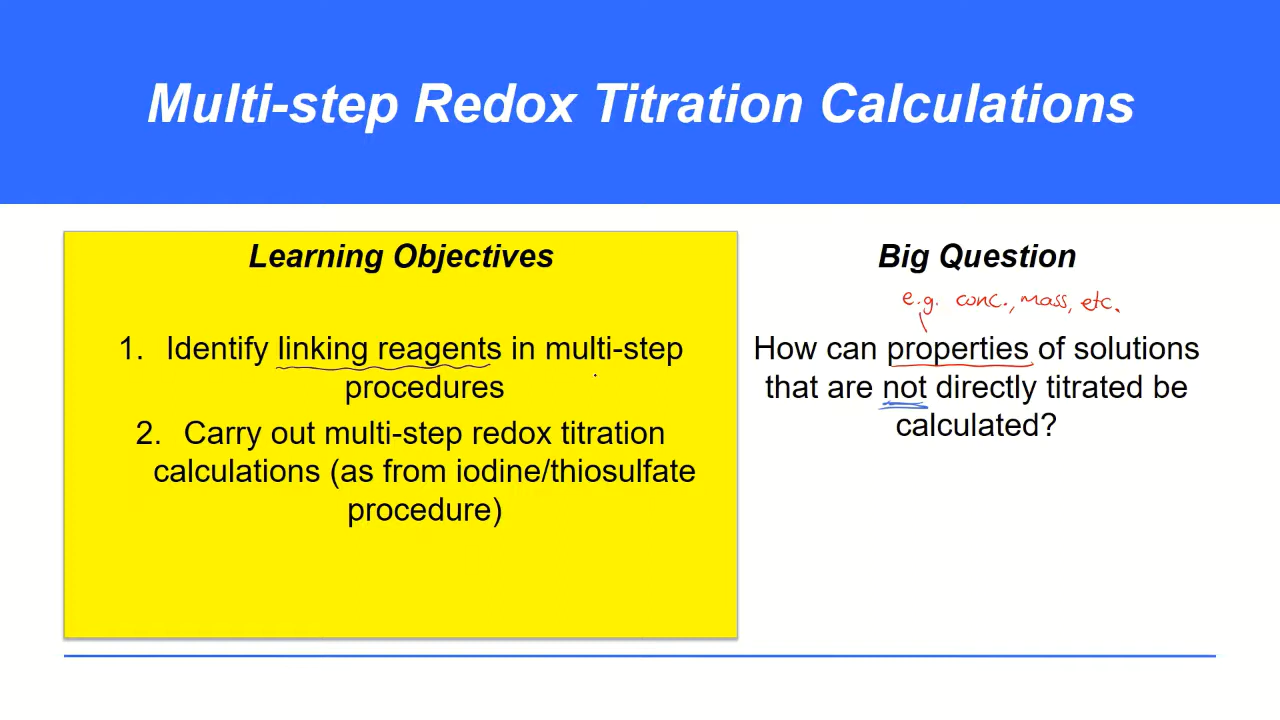 Multi-step Redox Titration Calculations
Learning Objectives
1. Identify linking reagents in multi-step
procedures
2. Carry out multi-step redox titration
calculations (as from iodine/thiosulfate
procedure)
Big Question
e.g. conc., mass, etc.
How can properties of solutions
that are not directly titrated be
calculated?